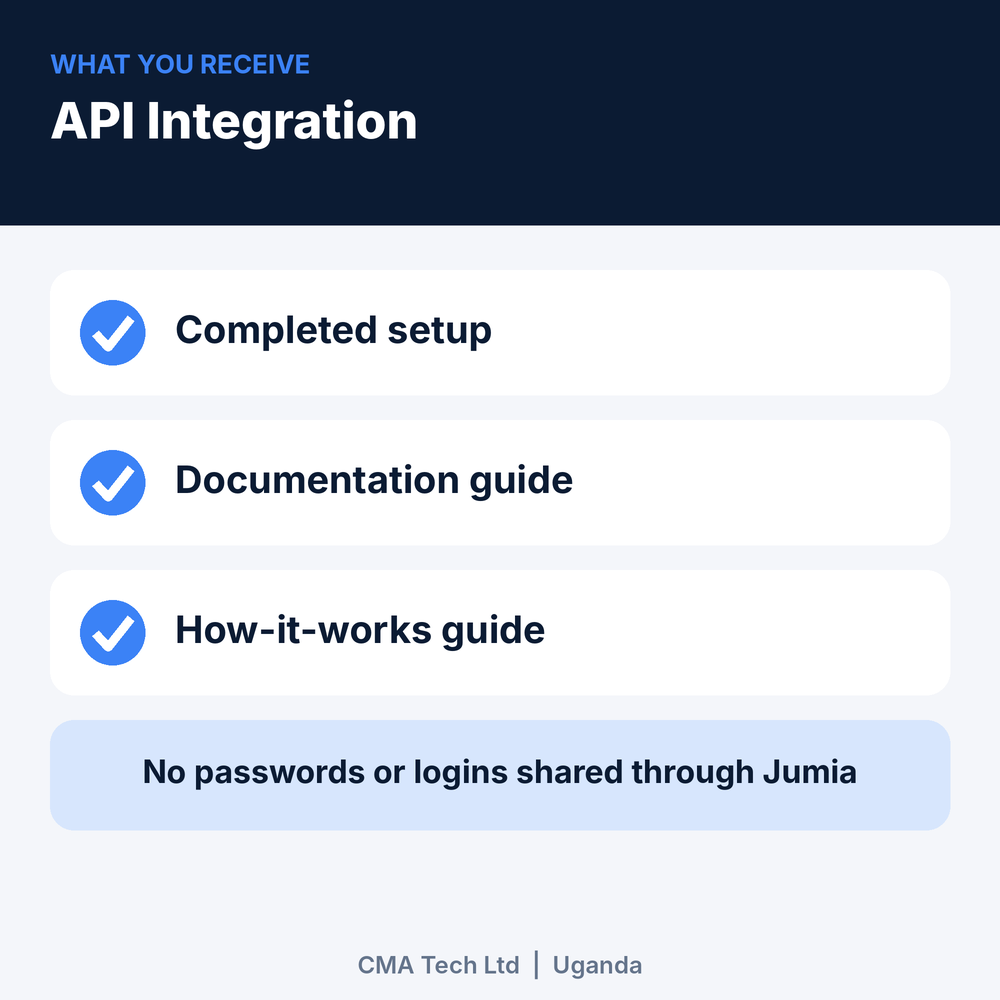 WHAT YOU RECEIVE
API Integration
Completed setup
Documentation guide
How-it-works guide
No passwords or logins shared through Jumia
CMA Tech Ltd | Uganda